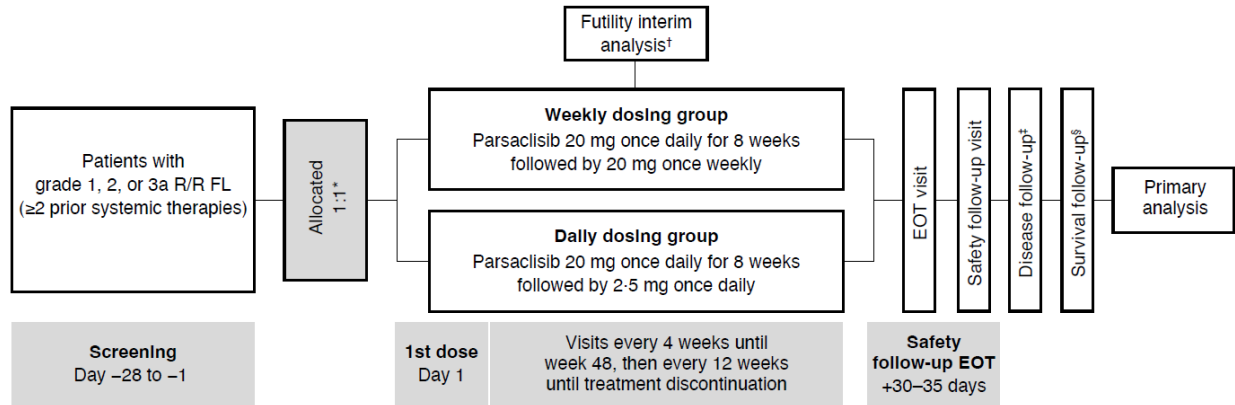 Futility interim
analysis†
Patients with
grade 1, 2, or 3a R/R FL
(≥2 prior systemic therapies)
Allocated
1:1*
Weekly dosing group
Parsaclisib 20 mg once daily for 8 weeks
followed by 20 mg once weekly
Daily dosing group
Parsaclisib 20 mg once daily for 8 weeks
followed by 2·5 mg once daily
EOT visit
Safety follow-up visit
Disease follow-up‡
Survival follow-up§
Primary
analysis
Screening
Day −28 to −1
1st dose
Day 1
Visits every 4 weeks until
week 48, then every 12 weeks
until treatment discontinuation
Safety
follow-up EOT
+30–35 days